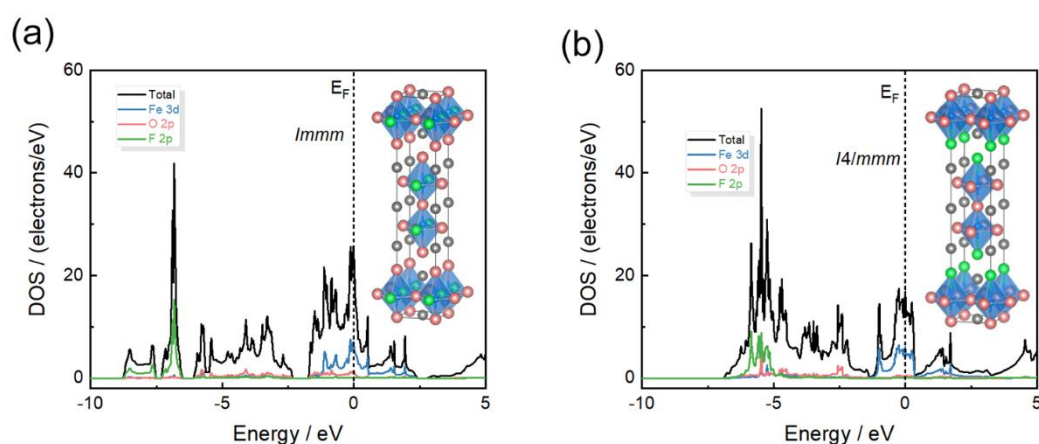 (a)
60
40
20
0
DOS / (electrons/eV)
-10
-5
0
5
Energy / eV
Total
Fe 3d
O 2p
F 2p
E_F
Immm
(b)
60
40
20
0
DOS / (electrons/eV)
-10
-5
0
5
Energy / eV
Total
Fe 3d
O 2p
F 2p
E_F
I4/mmm